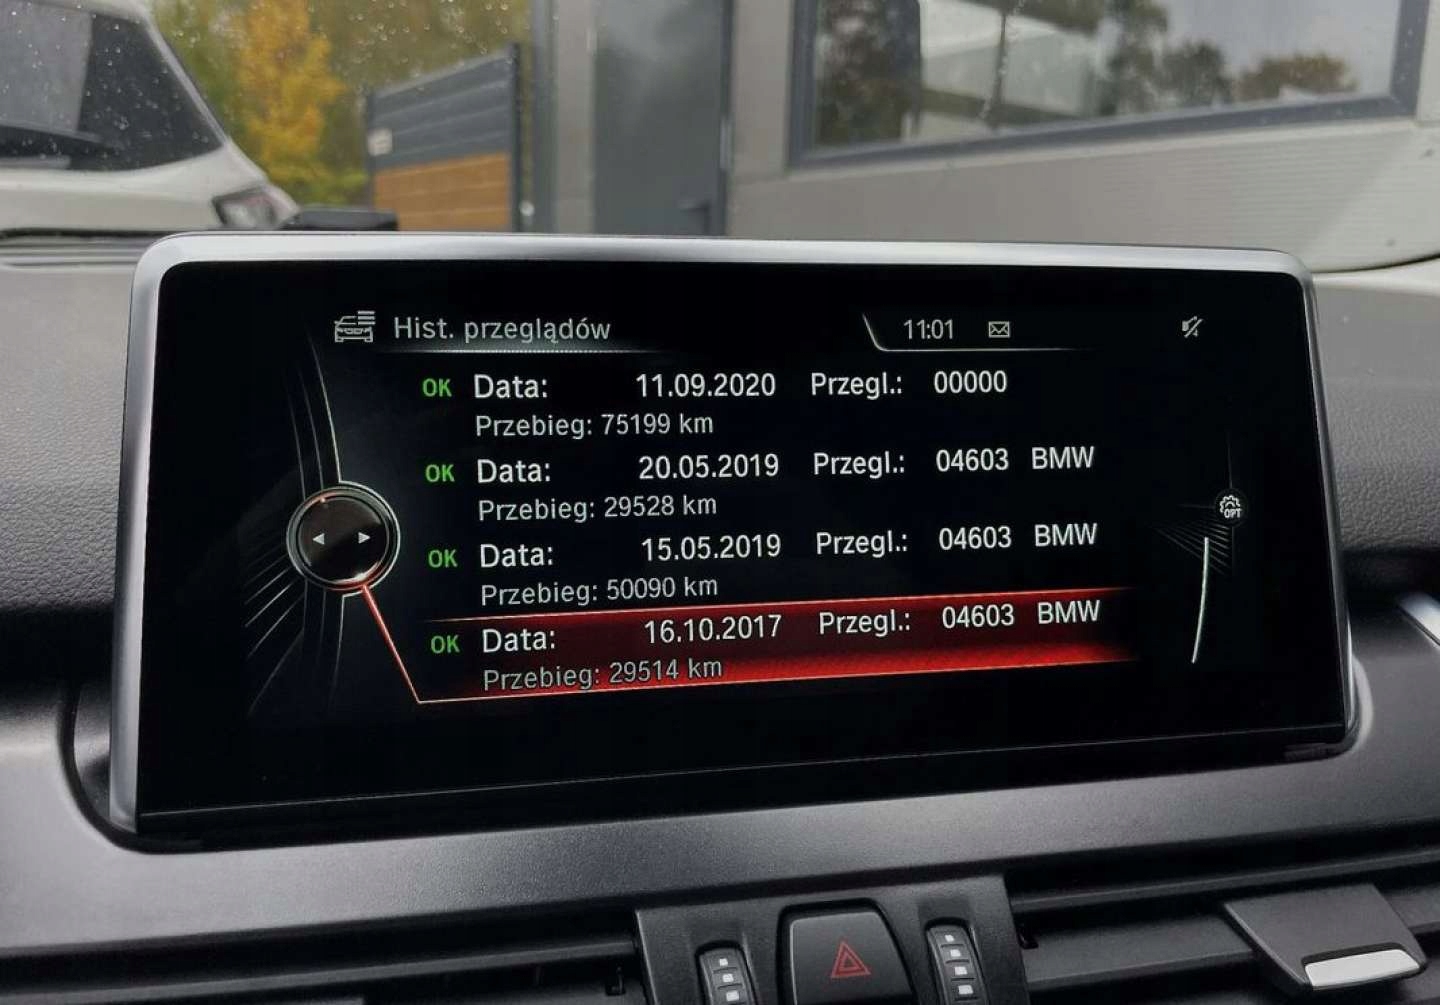 Hist. przeglądów 11:01
OK Data: 11.09.2020 Przegl.: 00000
Przebieg: 75199 km
OK Data: 20.05.2019 Przegl.: 04603 BMW
Przebieg: 29528 km
OK Data: 15.05.2019 Przegl.: 04603 BMW
Przebieg: 50090 km
OK Data: 16.10.2017 Przegl.: 04603 BMW
Przebieg: 29514 km
OPT